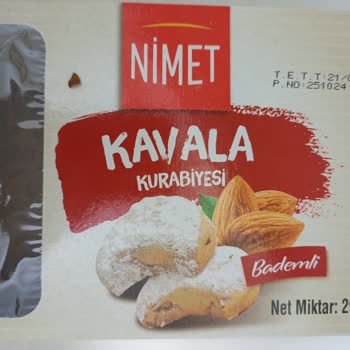 NİMET
T.E.T.T:21/0
P.NO:251024
KAVALA
KURABİYESİ
Bademli
Net Miktar: 2